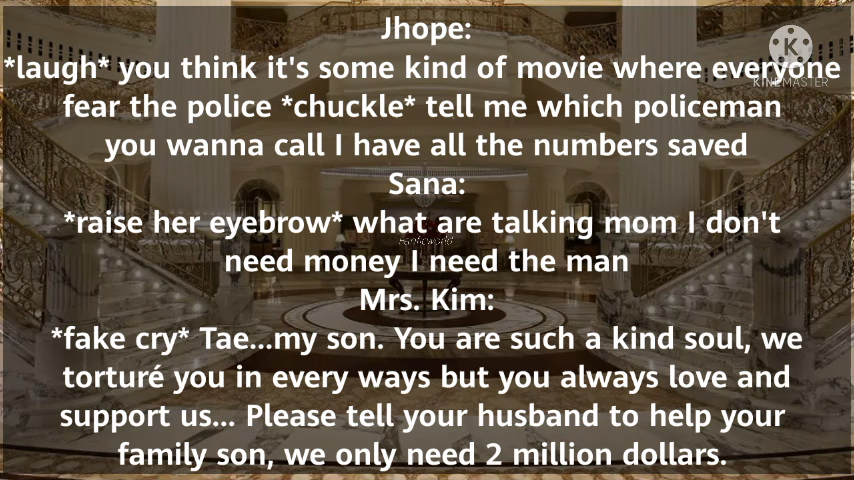 Jhope:
*laugh* you think it's some kind of movie where everyone
fear the police *chuckle* tell me which policeman
you wanna call I have all the numbers saved
Sana:
*raise her eyebrow* what are talking mom I don't
need money I need the man
Mrs. Kim:
*fake cry* Tae...my son. You are such a kind soul, we
torturé you in every ways but you always love and
support us... Please tell your husband to help your
family son, we only need 2 million dollars.
KINEMASTER